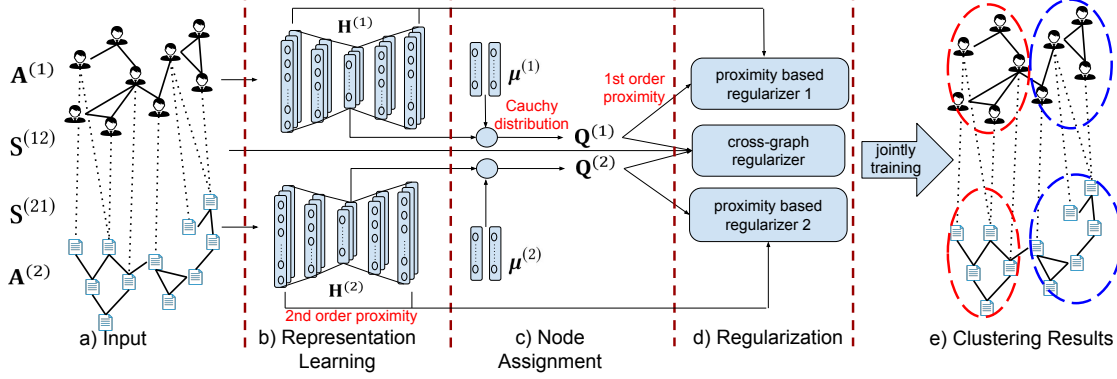 A(1)
S(12)
S(21)
A(2)
a) Input
H(1)
H(2)
2nd order proximity
b) Representation
Learning
μ(1)
Cauchy
distribution
Q(1)
Q(2)
μ(2)
c) Node
Assignment
1st order
proximity
proximity based
regularizer 1
cross-graph
regularizer
proximity based
regularizer 2
d) Regularization
jointly
training
e) Clustering Results